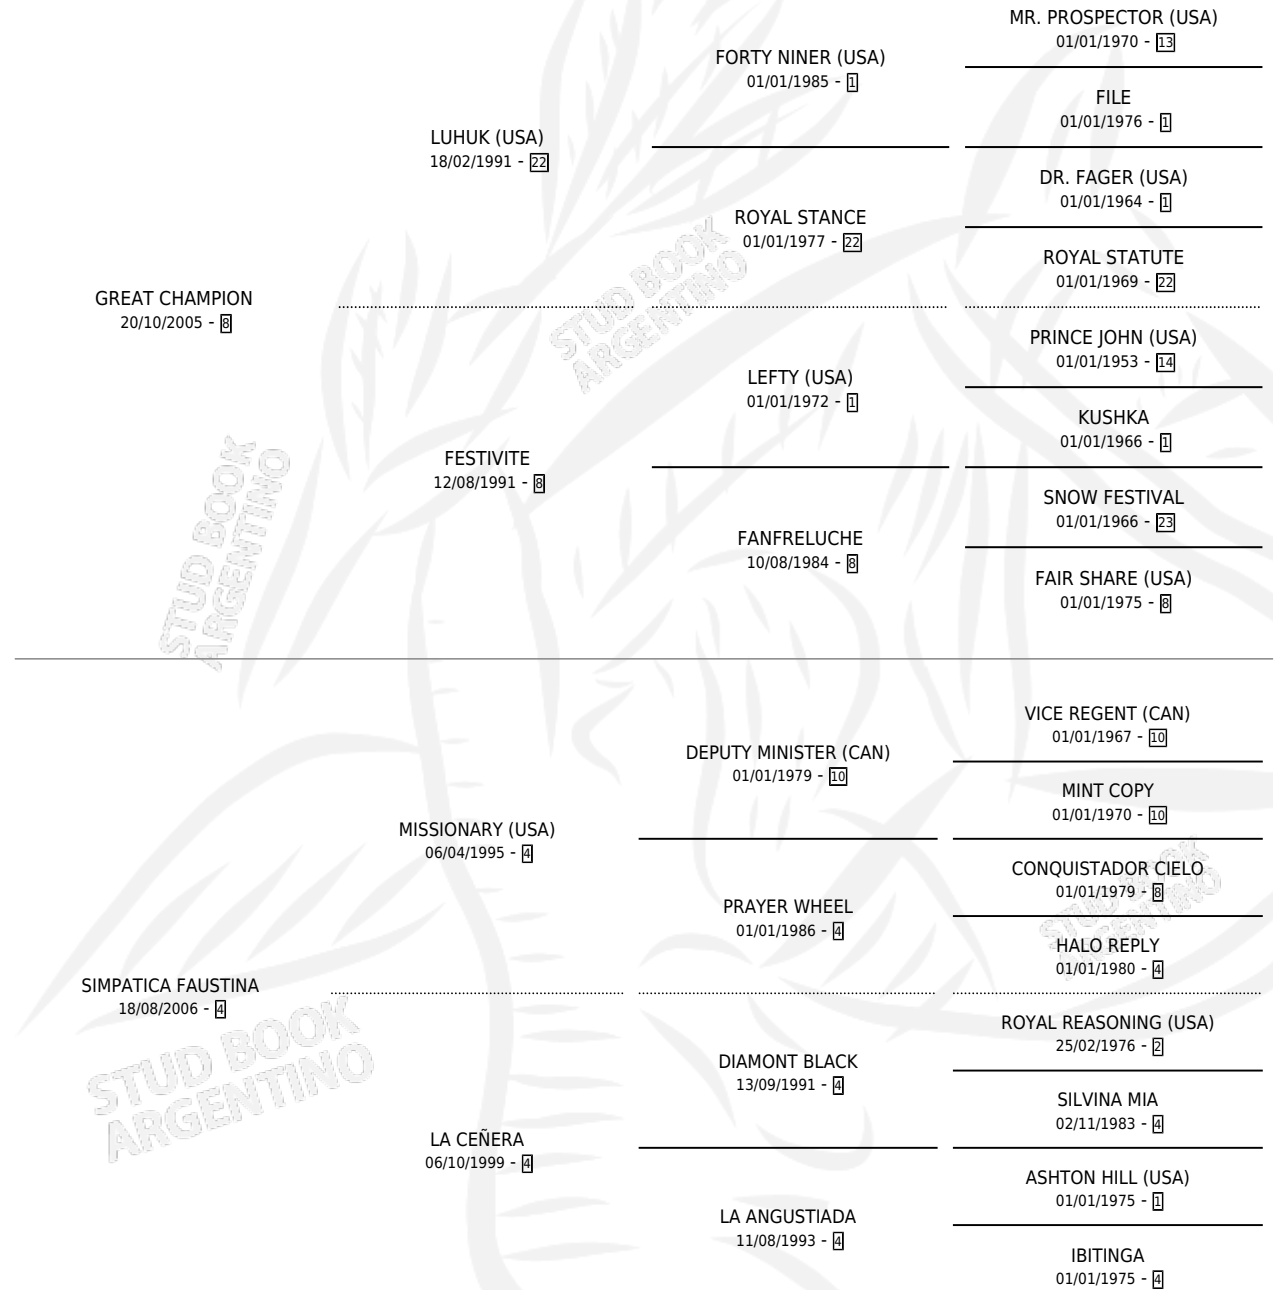 MR. PROSPECTOR (USA)
01/01/1970 - 13
FORTY NINER (USA)
01/01/1985 - 1
FILE
01/01/1976 - 1
LUHUK (USA)
18/02/1991 - 22
DR. FAGER (USA)
01/01/1964 - 1
ROYAL STANCE
01/01/1977 - 22
ROYAL STATUTE
01/01/1969 - 22
GREAT CHAMPION
20/10/2005 - 8
STUD BOOK
ARGENTINO
PRINCE JOHN (USA)
01/01/1953 - 14
LEFTY (USA)
01/01/1972 - 1
KUSHKA
01/01/1966 - 1
FESTIVITE
12/08/1991 - 8
SNOW FESTIVAL
01/01/1966 - 23
FANFRELUCHE
10/08/1984 - 8
FAIR SHARE (USA)
01/01/1975 - 8
STUD BOOK
ARGENTINO
VICE REGENT (CAN)
01/01/1967 - 10
DEPUTY MINISTER (CAN)
01/01/1979 - 10
MINT COPY
01/01/1970 - 10
MISSIONARY (USA)
06/04/1995 - 4
CONQUISTADOR CIELO
01/01/1979 - 8
PRAYER WHEEL
01/01/1986 - 4
HALO REPLY
01/01/1980 - 4
STUD BOOK
ARGENTINO
SIMPATICA FAUSTINA
18/08/2006 - 4
STUD BOOK
ARGENTINO
ROYAL REASONING (USA)
25/02/1976 - 2
DIAMONT BLACK
13/09/1991 - 4
SILVINA MIA
02/11/1983 - 4
LA CEÑERA
06/10/1999 - 4
ASHTON HILL (USA)
01/01/1975 - 1
LA ANGUSTIADA
11/08/1993 - 4
IBITINGA
01/01/1975 - 4